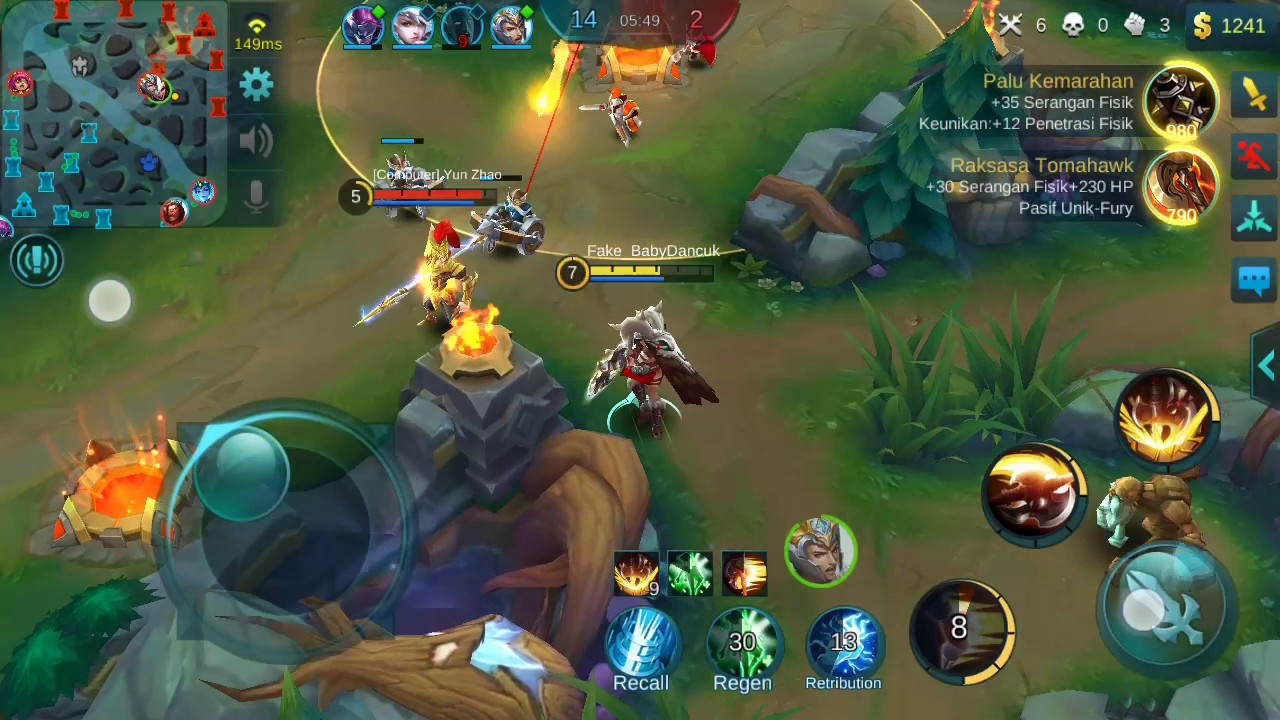 149ms
9
14 05:49 2
6 0 3 $ 1241
Palu Kemarahan
+35 Serangan Fisik
Keunikan:+12 Penetrasi Fisik
980
Raksasa Tomahawk
+30 Serangan Fisik+230 HP
Pasif Unik-Fury
790
[Computer] Yun Zhao
5
Fake_BabyDancuk
7
9
30 13 8
Recall Regen Retribution